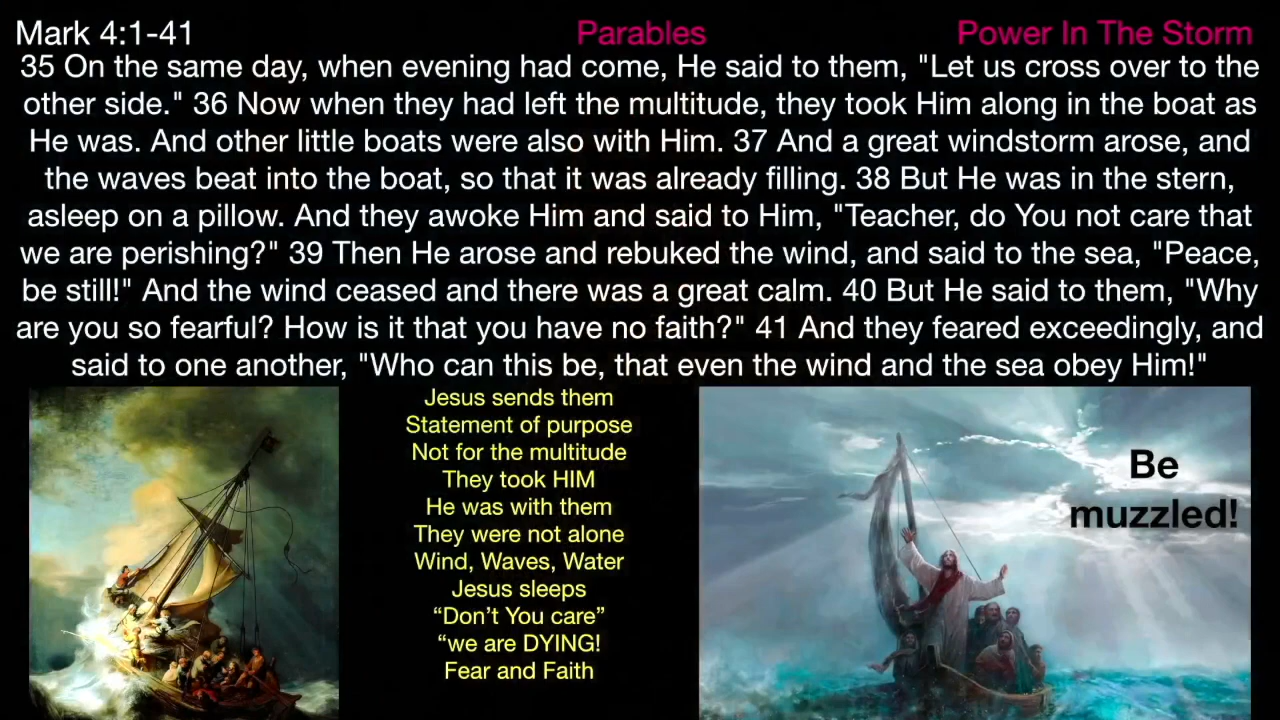 Mark 4:1-41
Parables
Power In The Storm
35 On the same day, when evening had come, He said to them, "Let us cross over to the
other side." 36 Now when they had left the multitude, they took Him along in the boat as
He was. And other little boats were also with Him. 37 And a great windstorm arose, and
the waves beat into the boat, so that it was already filling. 38 But He was in the stern,
asleep on a pillow. And they awoke Him and said to Him, "Teacher, do You not care that
we are perishing?" 39 Then He arose and rebuked the wind, and said to the sea, "Peace,
be still!" And the wind ceased and there was a great calm. 40 But He said to them, "Why
are you so fearful? How is it that you have no faith?" 41 And they feared exceedingly, and
said to one another, "Who can this be, that even the wind and the sea obey Him!"
Jesus sends them
Statement of purpose
Not for the multitude
They took HIM
He was with them
They were not alone
Wind, Waves, Water
Jesus sleeps
“Don’t You care”
“we are DYING!
Fear and Faith
Be
muzzled!